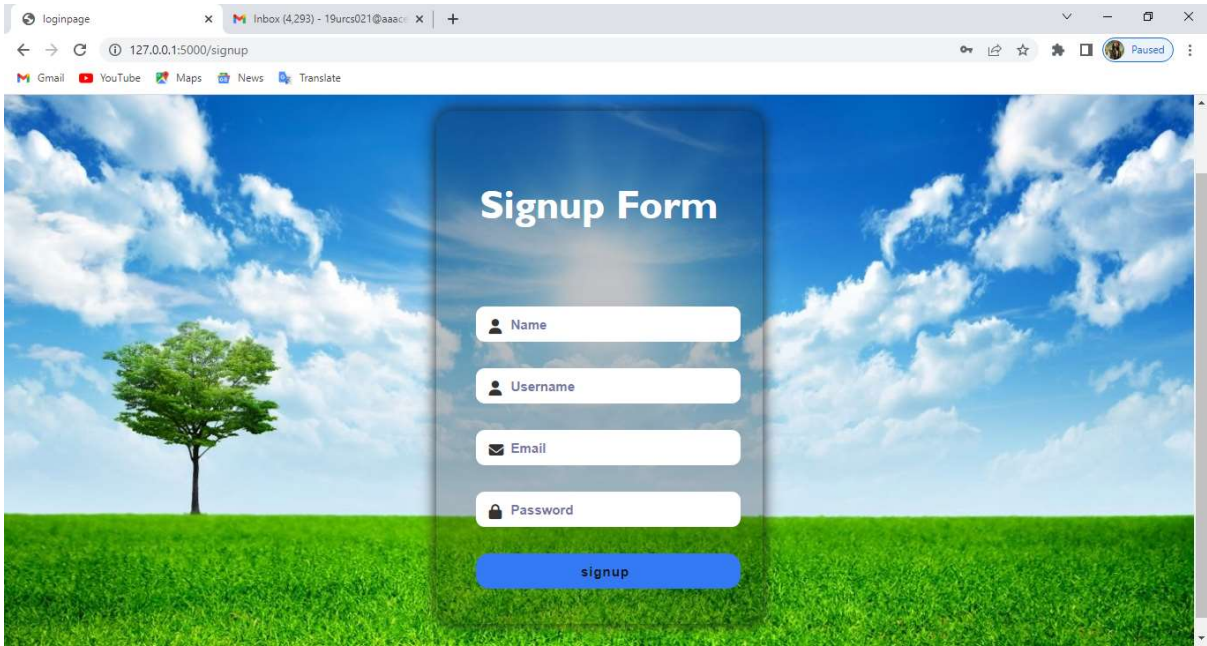 loginpage
Inbox (4,293) - 19urcs021@aaace
127.0.0.1:5000/signup
Paused
Gmail YouTube Maps News Translate
Signup Form
Name
Username
Email
Password
signup